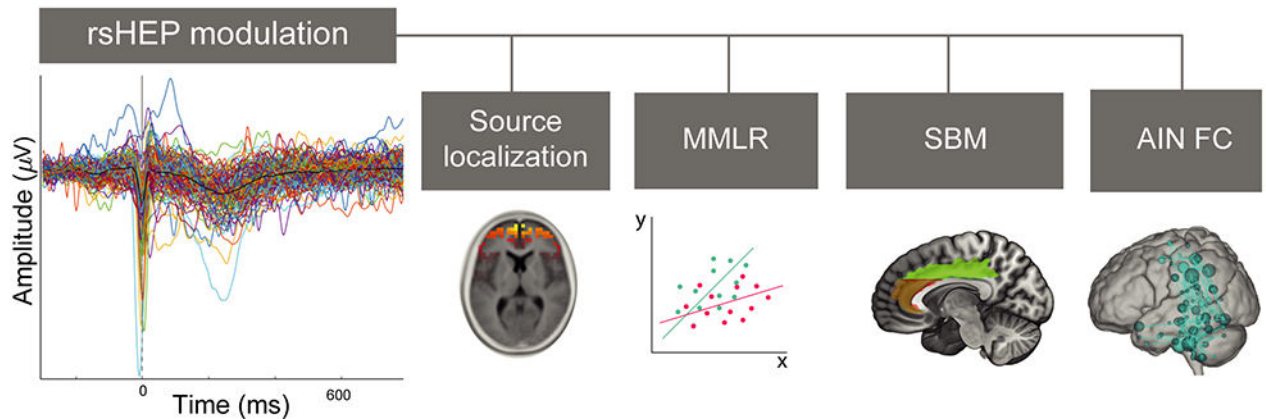 rsHEP modulation
Amplitude (μV)
0
600
Time (ms)
Source
localization
MMLR
SBM
AIN FC
y
x